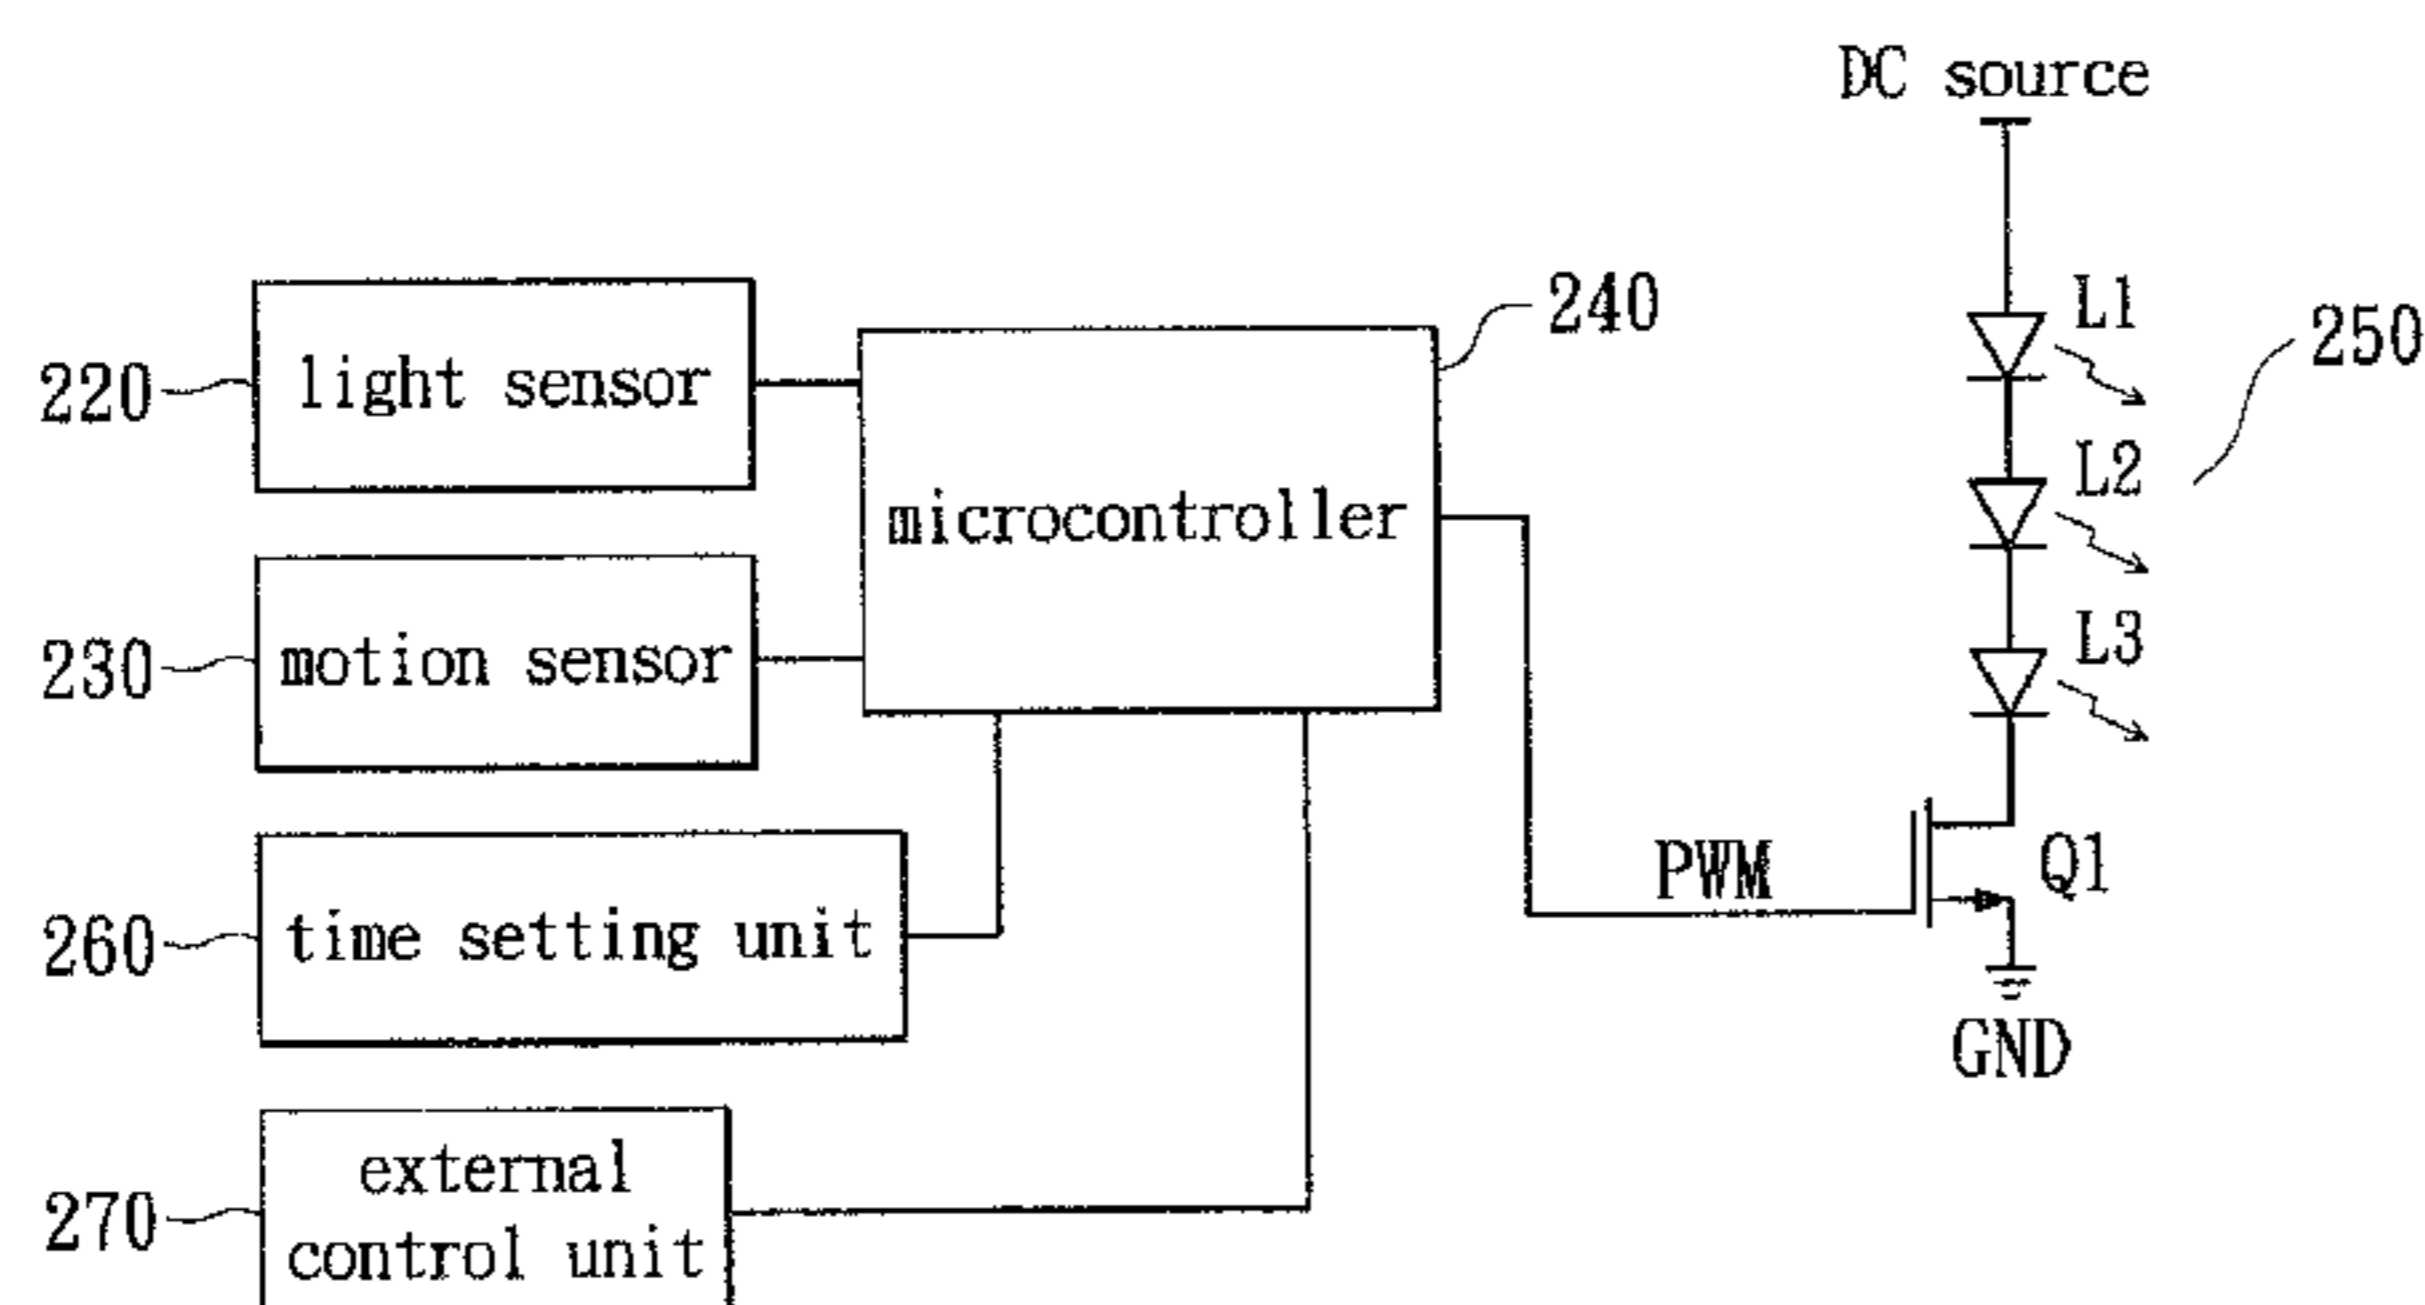 DC source
L1
240
250
220
light sensor
L2
microcontroller
L3
230
motion sensor
PWM
Q1
260
time setting unit
GND
270
external
control unit